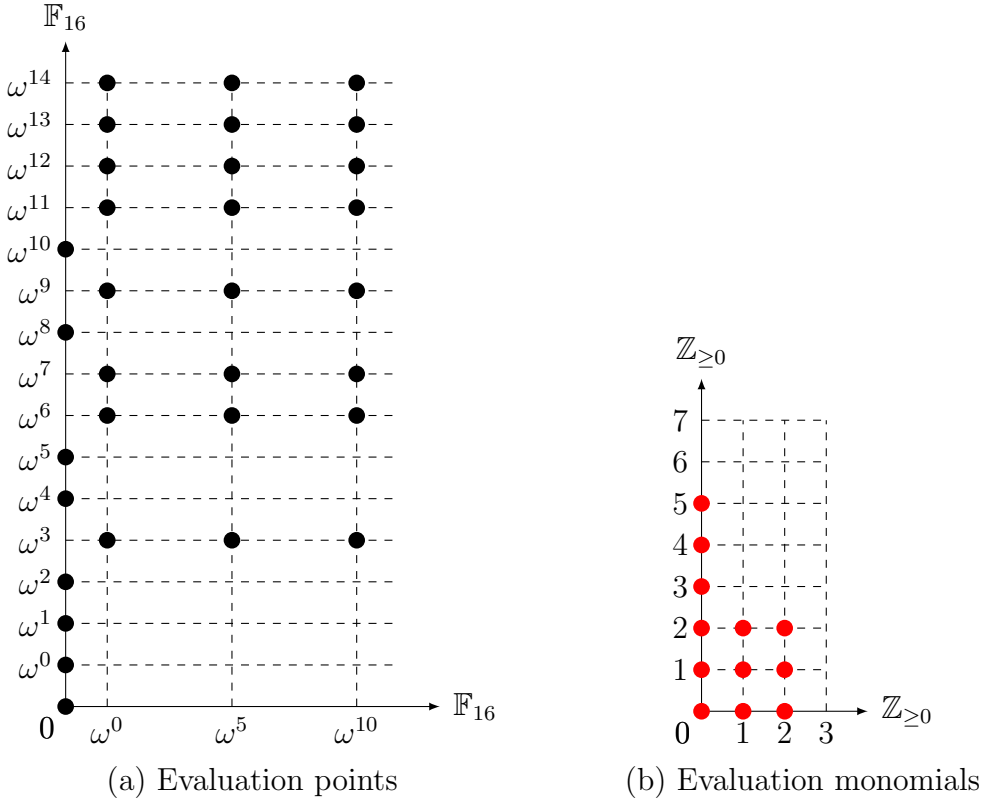 𝔽₁₆
ω¹⁴
ω¹³
ω¹²
ω¹¹
ω¹⁰
ω⁹
ω⁸
ω⁷
ω⁶
ω⁵
ω⁴
ω³
ω²
ω¹
ω⁰
0
ω⁰ ω⁵ ω¹⁰
𝔽₁₆
(a) Evaluation points
ℤ≥0
7
6
5
4
3
2
1
0 1 2 3
ℤ≥0
(b) Evaluation monomials